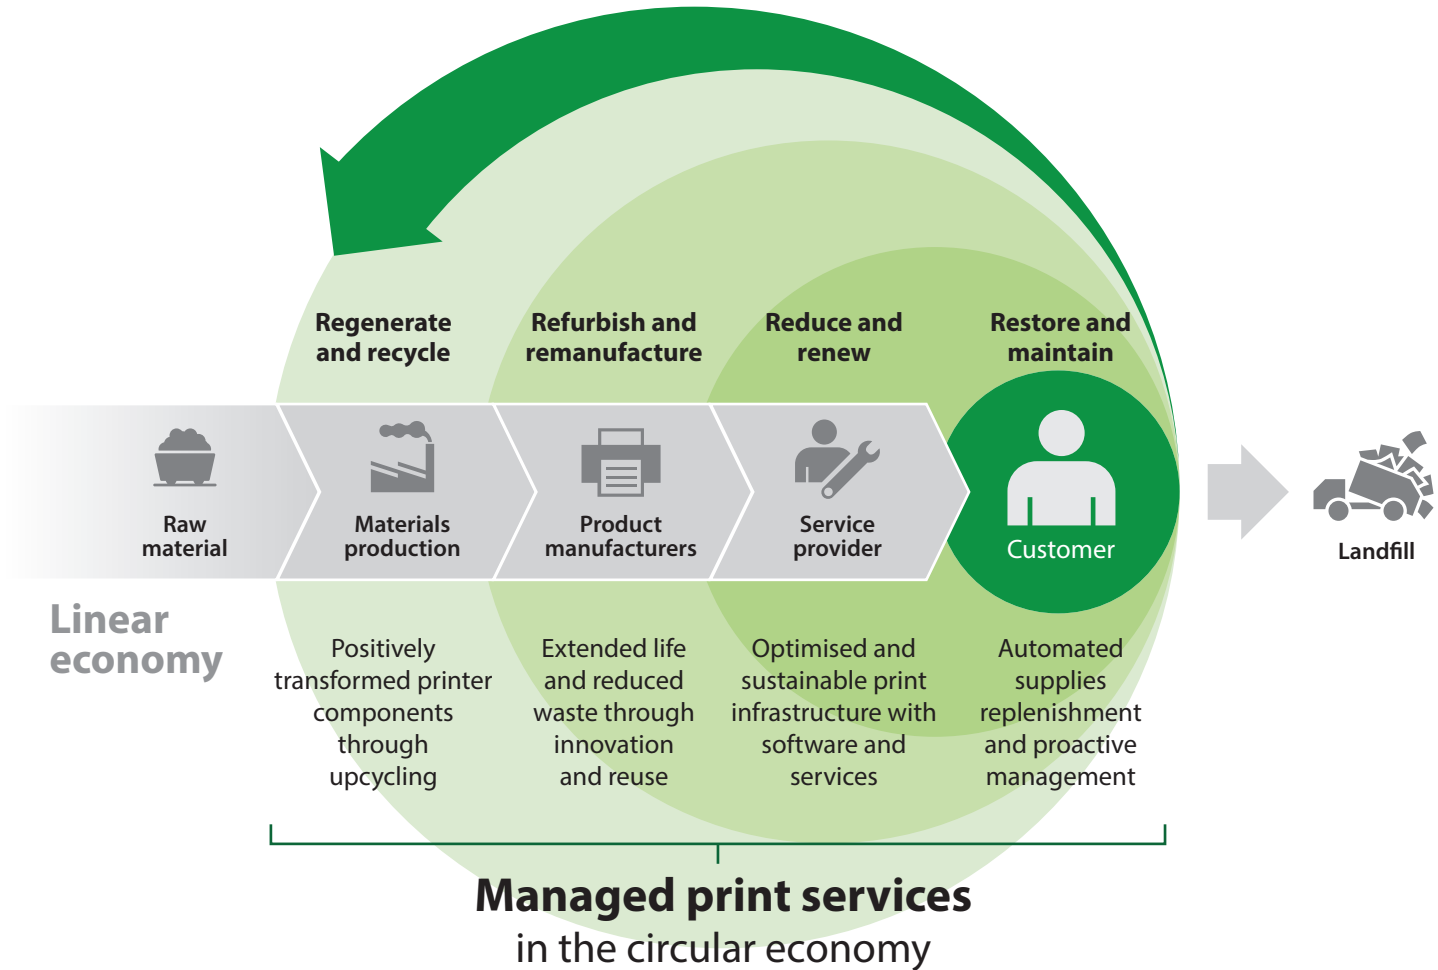 Regenerate
and recycle
Refurbish and
remanufacture
Reduce and
renew
Restore and
maintain
Raw
material
Materials
production
Product
manufacturers
Service
provider
Customer
Landfill
Linear
economy
Positively
transformed printer
components
through
upcycling
Extended life
and reduced
waste through
innovation
and reuse
Optimised and
sustainable print
infrastructure with
software and
services
Automated
supplies
replenishment
and proactive
management
Managed print services
in the circular economy